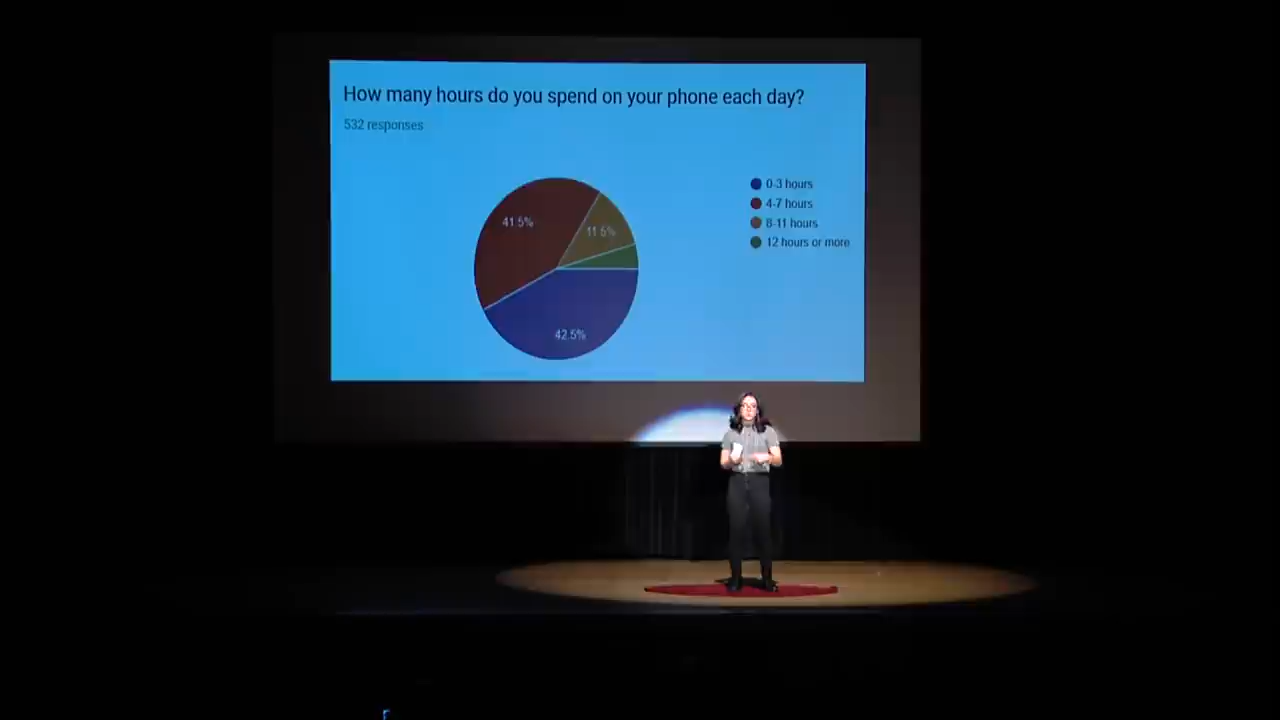 How many hours do you spend on your phone each day?
532 responses
0-3 hours
4-7 hours
8-11 hours
12 hours or more
41.5%
11.5%
42.5%